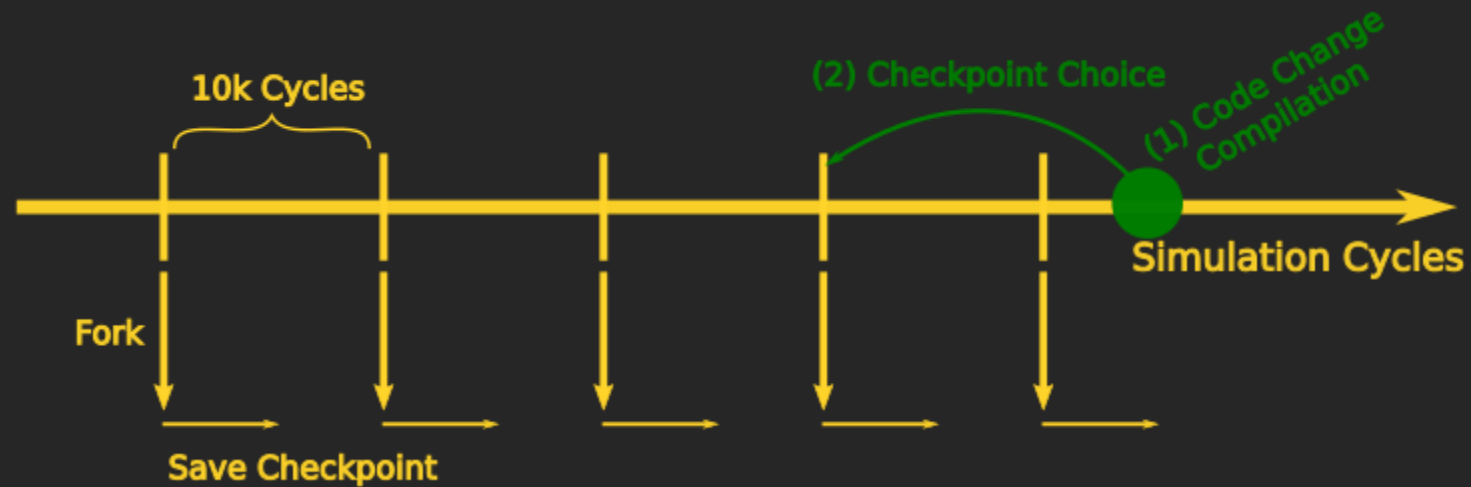 10k Cycles
(2) Checkpoint Choice
(1) Code Change
Compilation
Simulation Cycles
Fork
Save Checkpoint